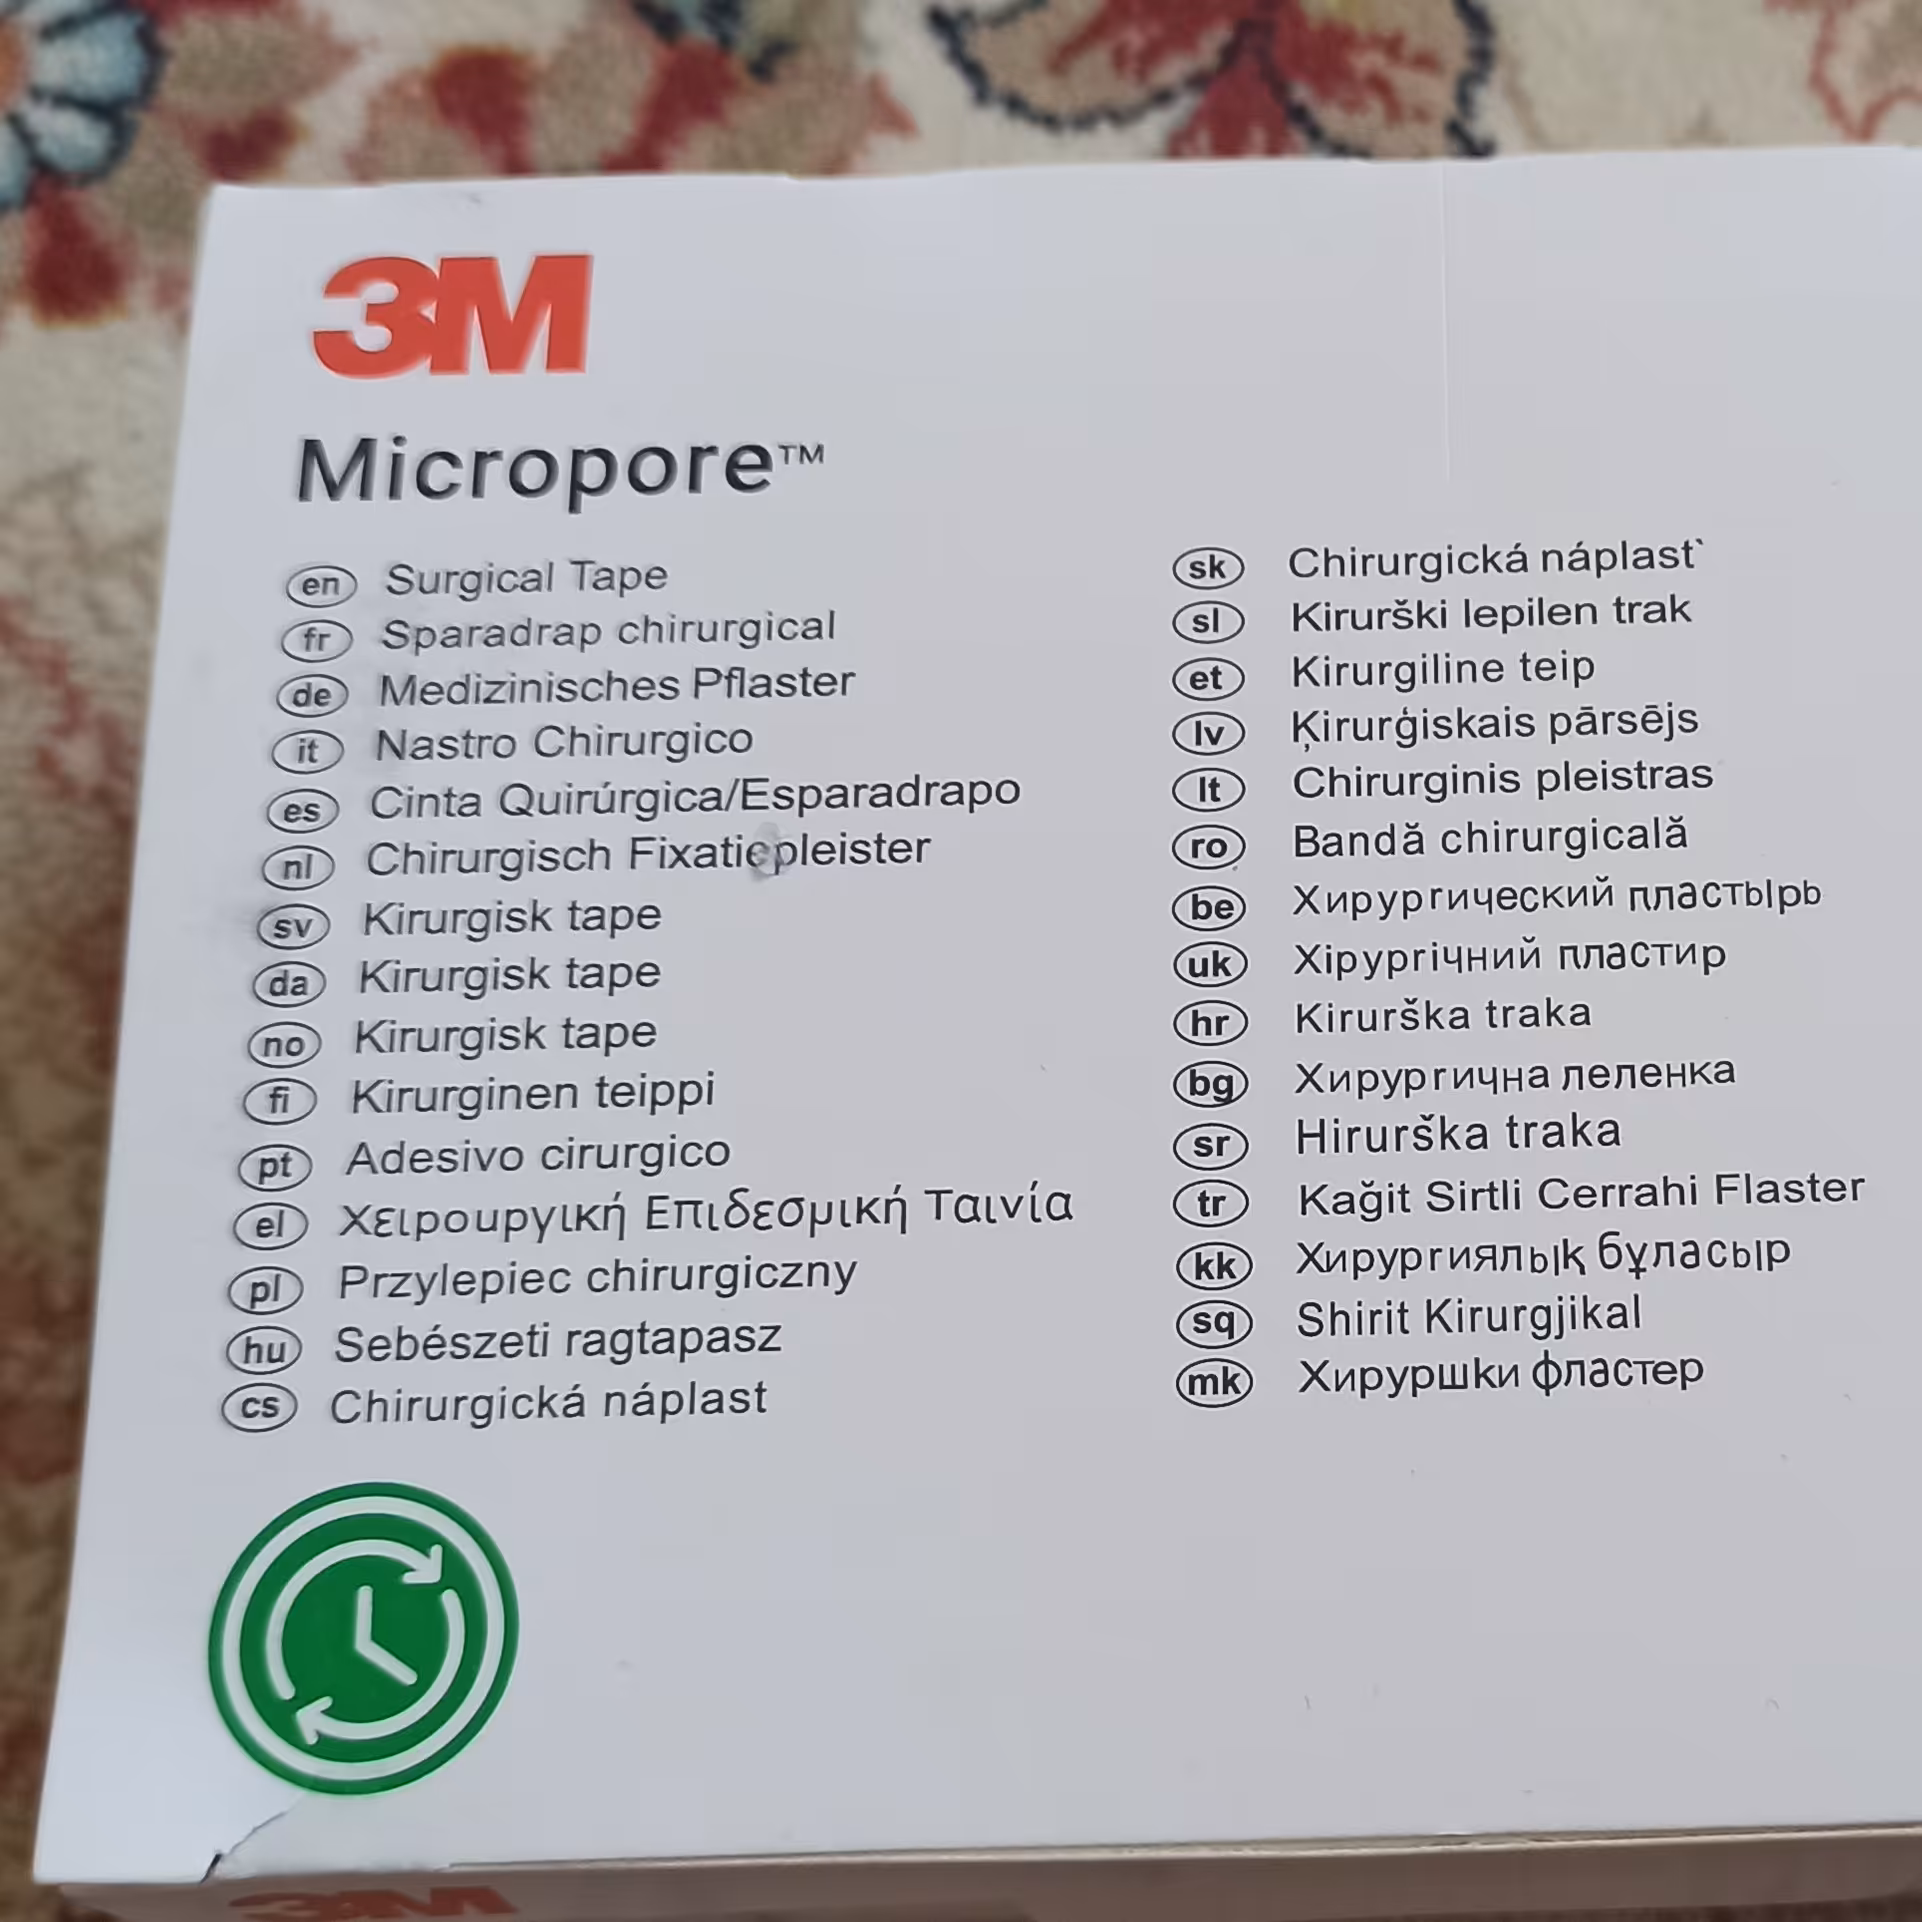 3M
Micropore™
en Surgical Tape
fr Sparadrap chirurgical
de Medizinisches Pflaster
it Nastro Chirurgico
es Cinta Quirúrgica/Esparadrapo
nl Chirurgisch Fixatiepleister
sv Kirurgisk tape
da Kirurgisk tape
no Kirurgisk tape
fi Kirurginen teippi
pt Adesivo cirurgico
el Χειρουργική Επιδεσμική Ταινία
pl Przylepiec chirurgiczny
hu Sebészeti ragtapasz
cs Chirurgická náplast
sk Chirurgická náplast`
sl Kirurški lepilen trak
et Kirurgiline teip
lv Ķirurģiskais pārsējs
lt Chirurginis pleistras
ro Bandă chirurgicală
be Хирургический пластырь
uk Хірургічний пластир
hr Kirurška traka
bg Хирургична леленка
sr Hirurška traka
tr Kağit Sirtli Cerrahi Flaster
kk Хирургиялық бұласыр
sq Shirit Kirurgjikal
mk Хируршки фластер
3M